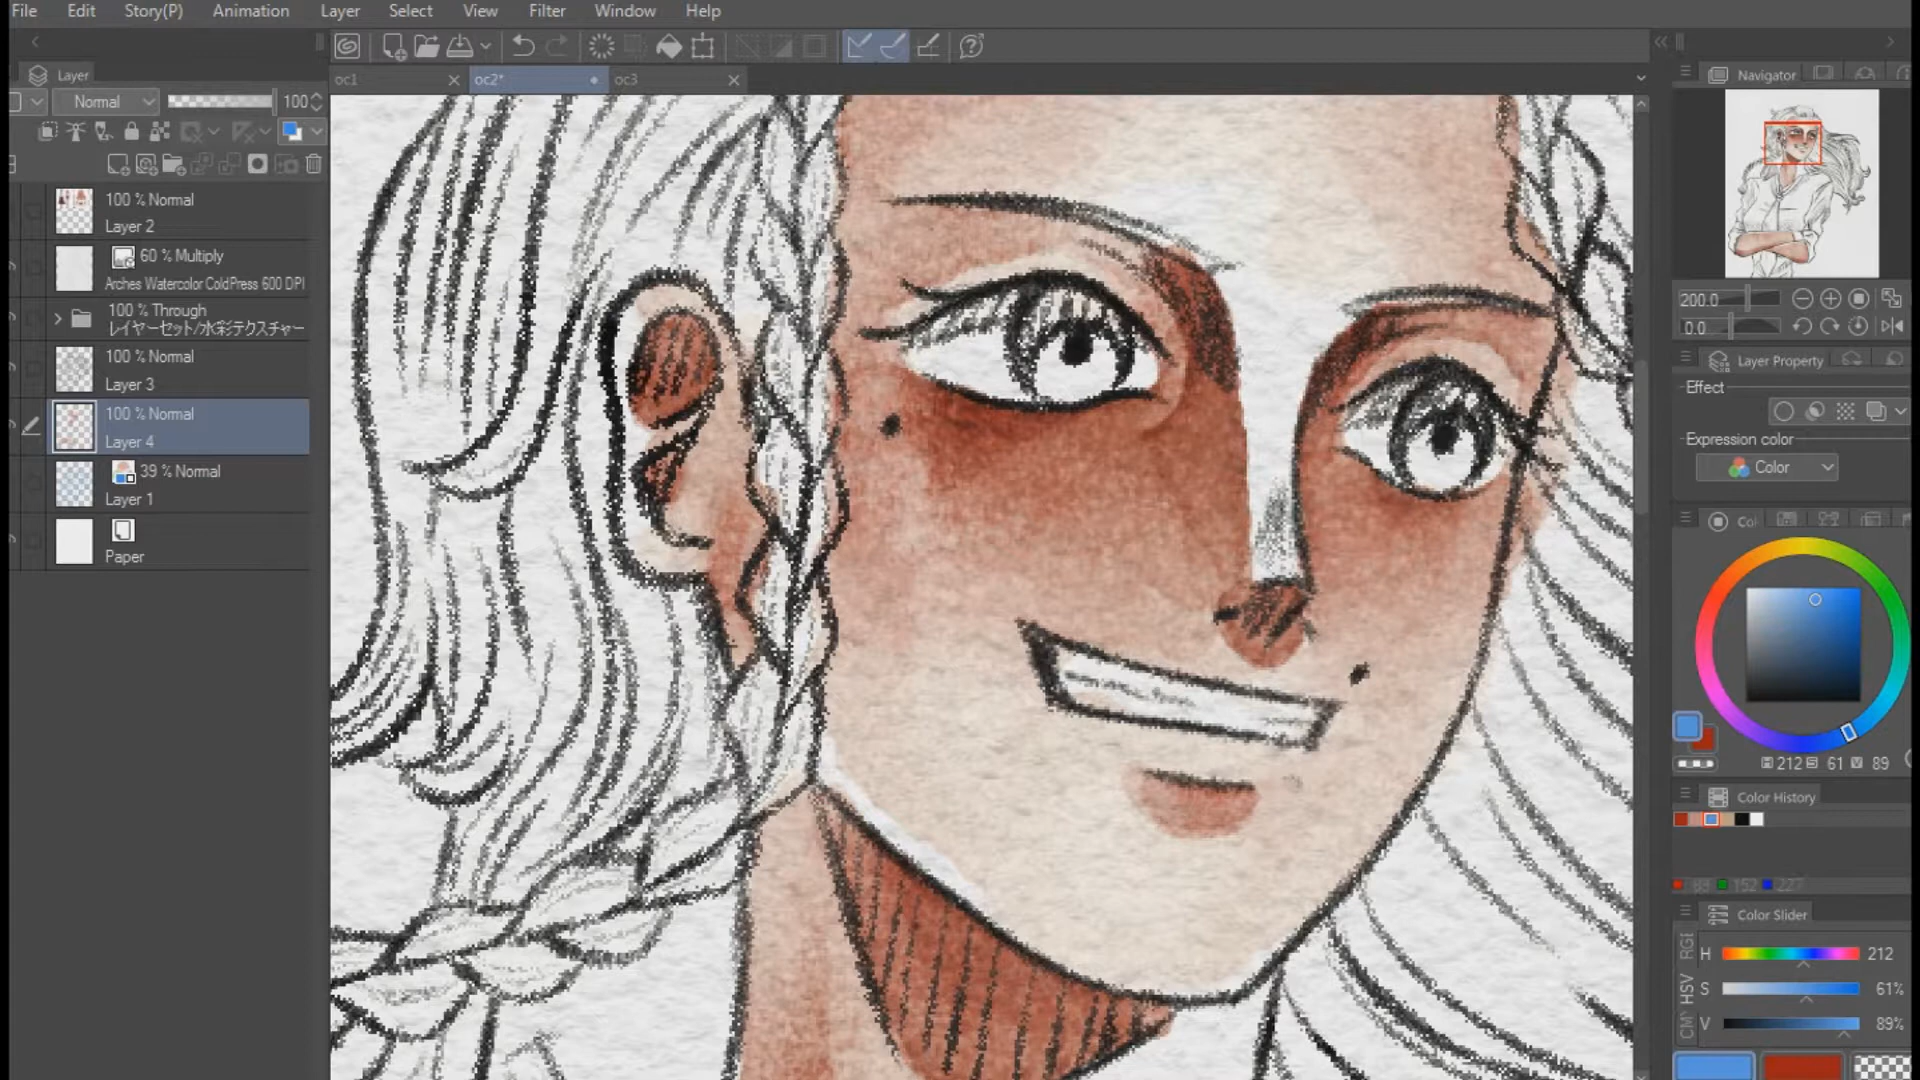 File Edit Story(P) Animation Layer Select View Filter Window Help
oc1 oc2* oc3
Layer
Normal 100
100 % Normal
Layer 2
60 % Multiply
Arches Watercolor ColdPress 600 DPI
100 % Through
レイヤーセット/水彩テクスチャー
100 % Normal
Layer 3
100 % Normal
Layer 4
39 % Normal
Layer 1
Paper
Navigator
200.0
0.0
Layer Property
Effect
Expression color
Color
Co
H 212 S 61 V 89
Color History
152 227
Color Slider
RGB
HSV
CM
H 212
S 61%
V 89%